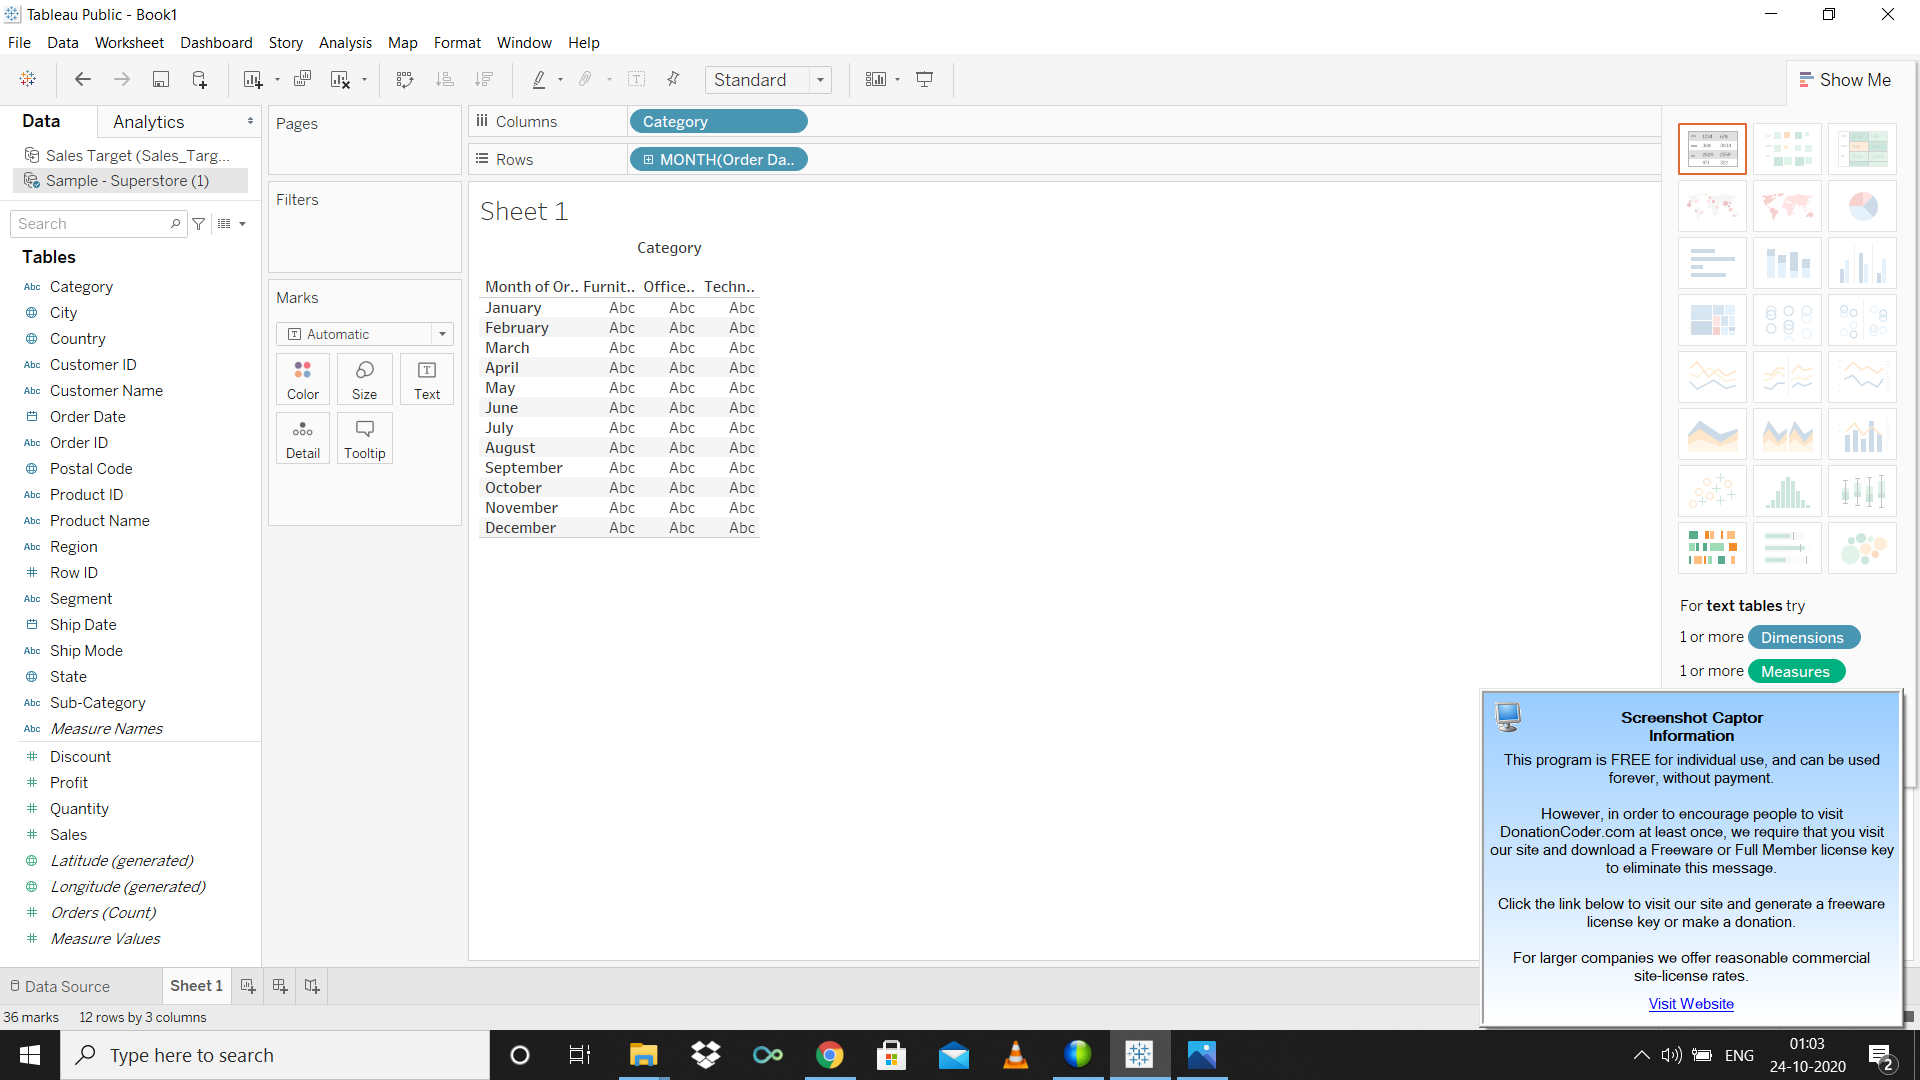 Tableau Public - Book1
File Data Worksheet Dashboard Story Analysis Map Format Window Help
Standard
Show Me
Data Analytics
Sales Target (Sales_Targ...
Sample - Superstore (1)
Search
Tables
Abc Category
City
Country
Abc Customer ID
Abc Customer Name
Order Date
Abc Order ID
Postal Code
Abc Product ID
Abc Product Name
Abc Region
# Row ID
Abc Segment
Ship Date
Abc Ship Mode
State
Abc Sub-Category
Abc Measure Names
# Discount
# Profit
# Quantity
# Sales
Latitude (generated)
Longitude (generated)
# Orders (Count)
# Measure Values
Pages
Filters
Marks
T Automatic
Color Size Text
Detail Tooltip
Columns Category
Rows MONTH(Order Da..
Sheet 1
Category
Month of Or.. Furnit.. Office.. Techn..
January Abc Abc Abc
February Abc Abc Abc
March Abc Abc Abc
April Abc Abc Abc
May Abc Abc Abc
June Abc Abc Abc
July Abc Abc Abc
August Abc Abc Abc
September Abc Abc Abc
October Abc Abc Abc
November Abc Abc Abc
December Abc Abc Abc
For text tables try
1 or more Dimensions
1 or more Measures
Screenshot Captor
Information
This program is FREE for individual use, and can be used
forever, without payment.
However, in order to encourage people to visit
DonationCoder.com at least once, we require that you visit
our site and download a Freeware or Full Member license key
to eliminate this message.
Click the link below to visit our site and generate a freeware
license key or make a donation.
For larger companies we offer reasonable commercial
site-license rates.
Visit Website
Data Source Sheet 1
36 marks 12 rows by 3 columns
Type here to search
ENG
01:03
24-10-2020
2